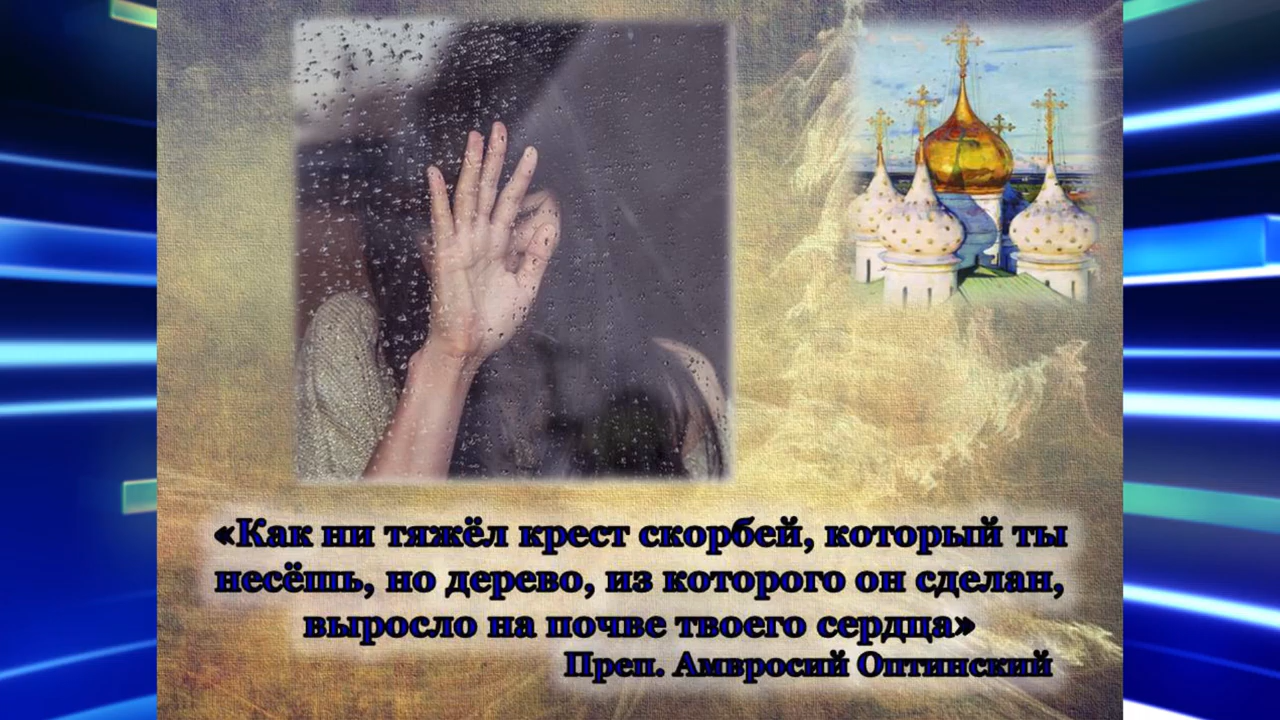 «Как ни тяжёл крест скорбей, который ты
несёшь, но дерево, из которого он сделан,
выросло на почве твоего сердца»
Преп. Амвросий Оптинский